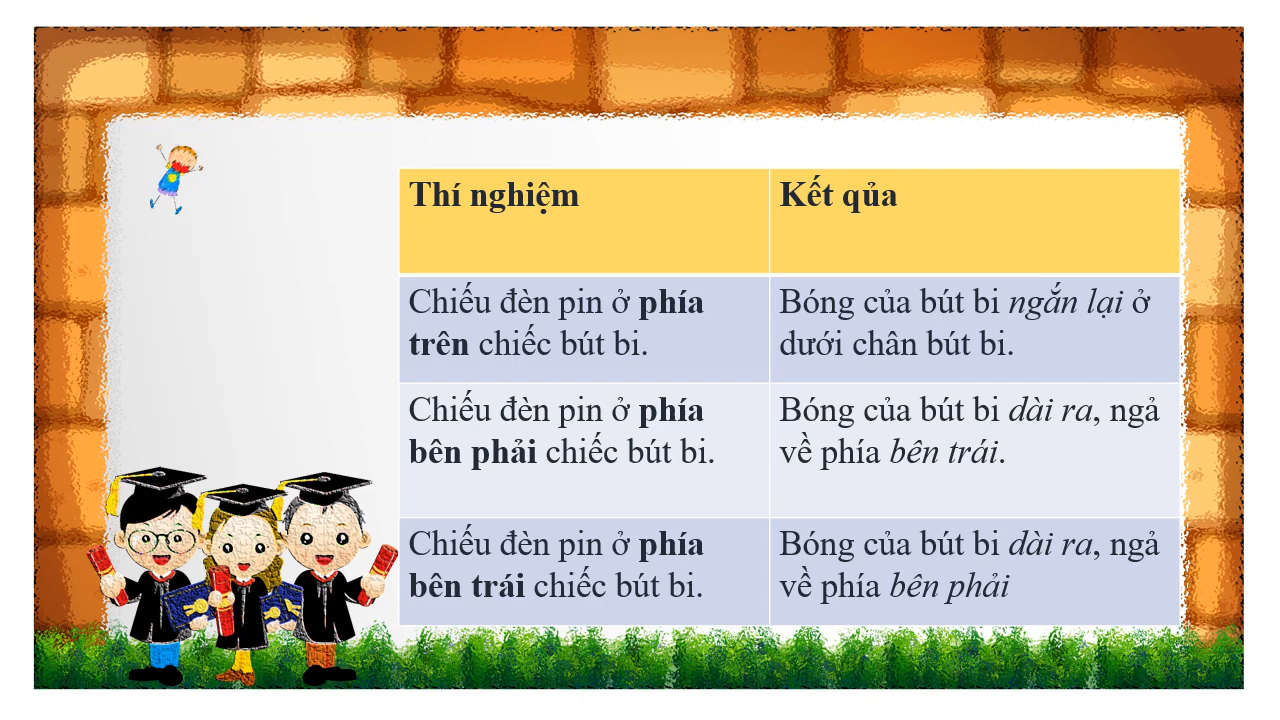 Thí nghiệm
Kết qủa
Chiếu đèn pin ở phía
trên chiếc bút bi.
Bóng của bút bi ngắn lại ở
dưới chân bút bi.
Chiếu đèn pin ở phía
bên phải chiếc bút bi.
Bóng của bút bi dài ra, ngả
về phía bên trái.
Chiếu đèn pin ở phía
bên trái chiếc bút bi.
Bóng của bút bi dài ra, ngả
về phía bên phải